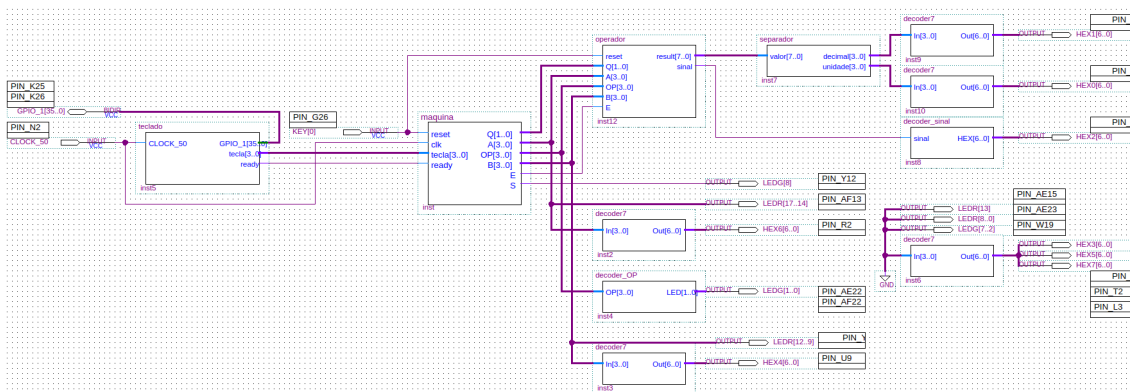 PIN_K25
PIN_K26
GPIO_1[35..0]
BIDIR
VCC
PIN_N2
CLOCK_50
INPUT
VCC
teclado
CLOCK_50
GPIO_1[35..0]
tecla[3..0]
ready
inst5
PIN_G26
KEY[0]
INPUT
VCC
maquina
reset
clk
tecla[3..0]
ready
Q[1..0]
A[3..0]
OP[3..0]
B[3..0]
E
S
inst
operador
reset
Q[1..0]
A[3..0]
OP[3..0]
B[3..0]
E
result[7..0]
sinal
inst12
separador
valor[7..0]
decimal[3..0]
unidade[3..0]
inst7
decoder7
In[3..0]
Out[6..0]
inst9
OUTPUT
HEX1[6..0]
PIN_
decoder7
In[3..0]
Out[6..0]
inst10
OUTPUT
HEX0[6..0]
PIN_
decoder_sinal
sinal
HEX[6..0]
inst8
OUTPUT
HEX2[6..0]
PIN_
OUTPUT
LEDG[8]
PIN_Y12
OUTPUT
LEDR[17..14]
PIN_AF13
decoder7
In[3..0]
Out[6..0]
inst2
OUTPUT
HEX6[6..0]
PIN_R2
decoder_OP
OP[3..0]
LED[1..0]
inst4
OUTPUT
LEDG[1..0]
PIN_AE22
PIN_AF22
OUTPUT
LEDR[12..9]
decoder7
In[3..0]
Out[6..0]
inst3
OUTPUT
HEX4[6..0]
PIN_U9
OUTPUT
LEDR[13]
OUTPUT
LEDR[8..0]
OUTPUT
LEDG[7..2]
PIN_AE15
PIN_AE23
PIN_W19
decoder7
In[3..0]
Out[6..0]
inst6
GND
OUTPUT
HEX3[6..0]
OUTPUT
HEX5[6..0]
OUTPUT
HEX7[6..0]
PIN_
PIN_T2
PIN_L3